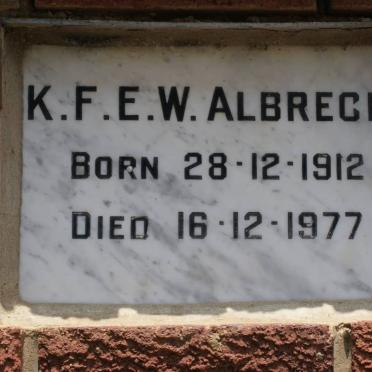 K.F.E.W. ALBREC
BORN 28-12-1912
DIED 16-12-1977